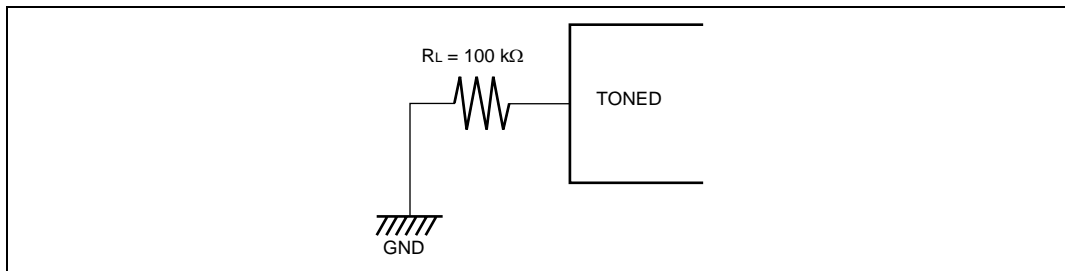 RL = 100 kΩ
TONED
GND